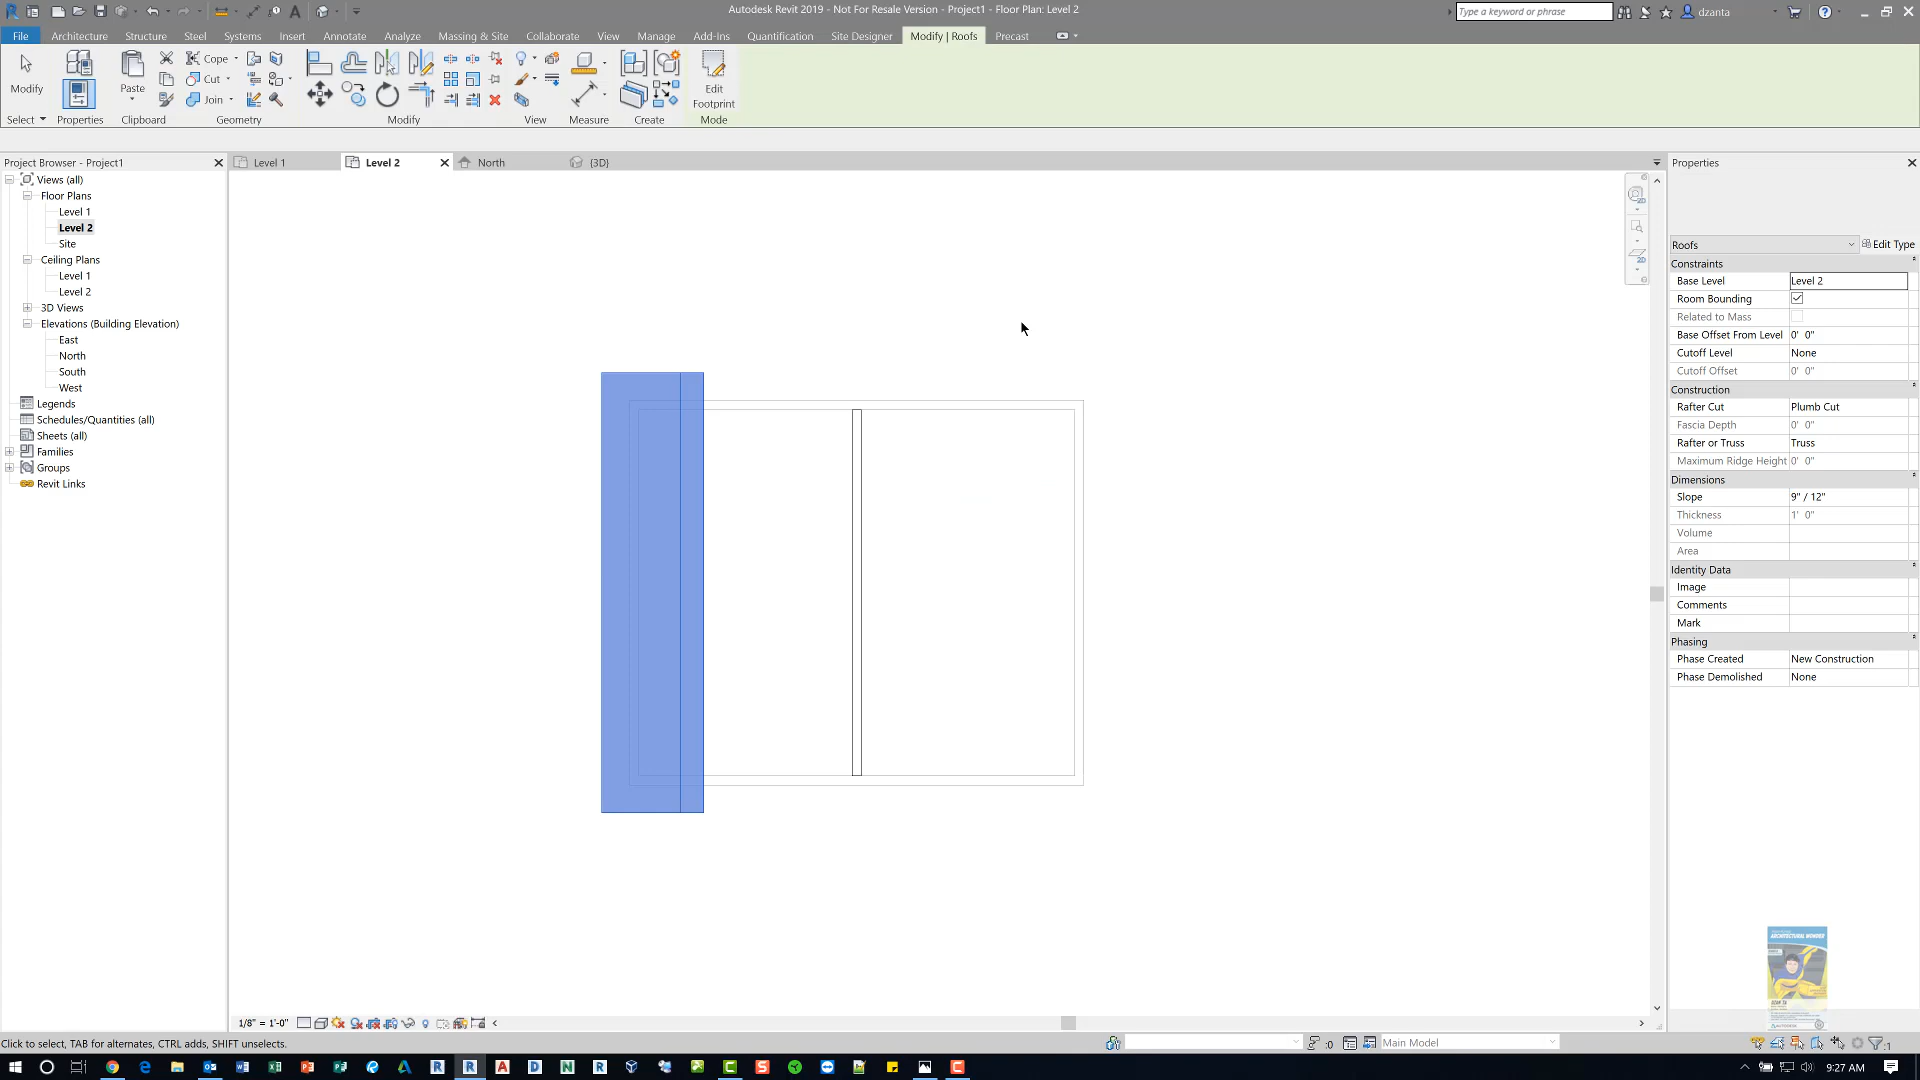 Autodesk Revit 2019 - Not For Resale Version - Project1 - Floor Plan: Level 2
Type a keyword or phrase
dzanta
File Architecture Structure Steel Systems Insert Annotate Analyze Massing & Site Collaborate View Manage Add-Ins Quantification Site Designer Modify | Roofs Precast
Modify
Paste
Cope
Cut
Join
Edit
Footprint
Select Properties Clipboard Geometry Modify View Measure Create Mode
Project Browser - Project1
Level 1
Level 2
North
{3D}
Properties
Views (all)
Floor Plans
Level 1
Level 2
Site
Ceiling Plans
Level 1
Level 2
3D Views
Elevations (Building Elevation)
East
North
South
West
Legends
Schedules/Quantities (all)
Sheets (all)
Families
Groups
Revit Links
Roofs
Edit Type
Constraints
Base Level Level 2
Room Bounding
Related to Mass
Base Offset From Level 0' 0"
Cutoff Level None
Cutoff Offset 0' 0"
Construction
Rafter Cut Plumb Cut
Fascia Depth 0' 0"
Rafter or Truss Truss
Maximum Ridge Height 0' 0"
Dimensions
Slope 9" / 12"
Thickness 1' 0"
Volume
Area
Identity Data
Image
Comments
Mark
Phasing
Phase Created New Construction
Phase Demolished None
ARCHITECTURAL WONDER
AUTODESK
1/8" = 1'-0"
Click to select, TAB for alternates, CTRL adds, SHIFT unselects.
:0
Main Model
:1
9:27 AM